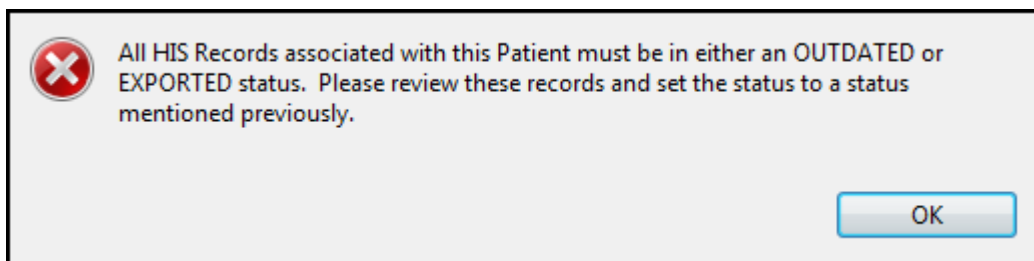 All HIS Records associated with this Patient must be in either an OUTDATED or
EXPORTED status.  Please review these records and set the status to a status
mentioned previously.
OK